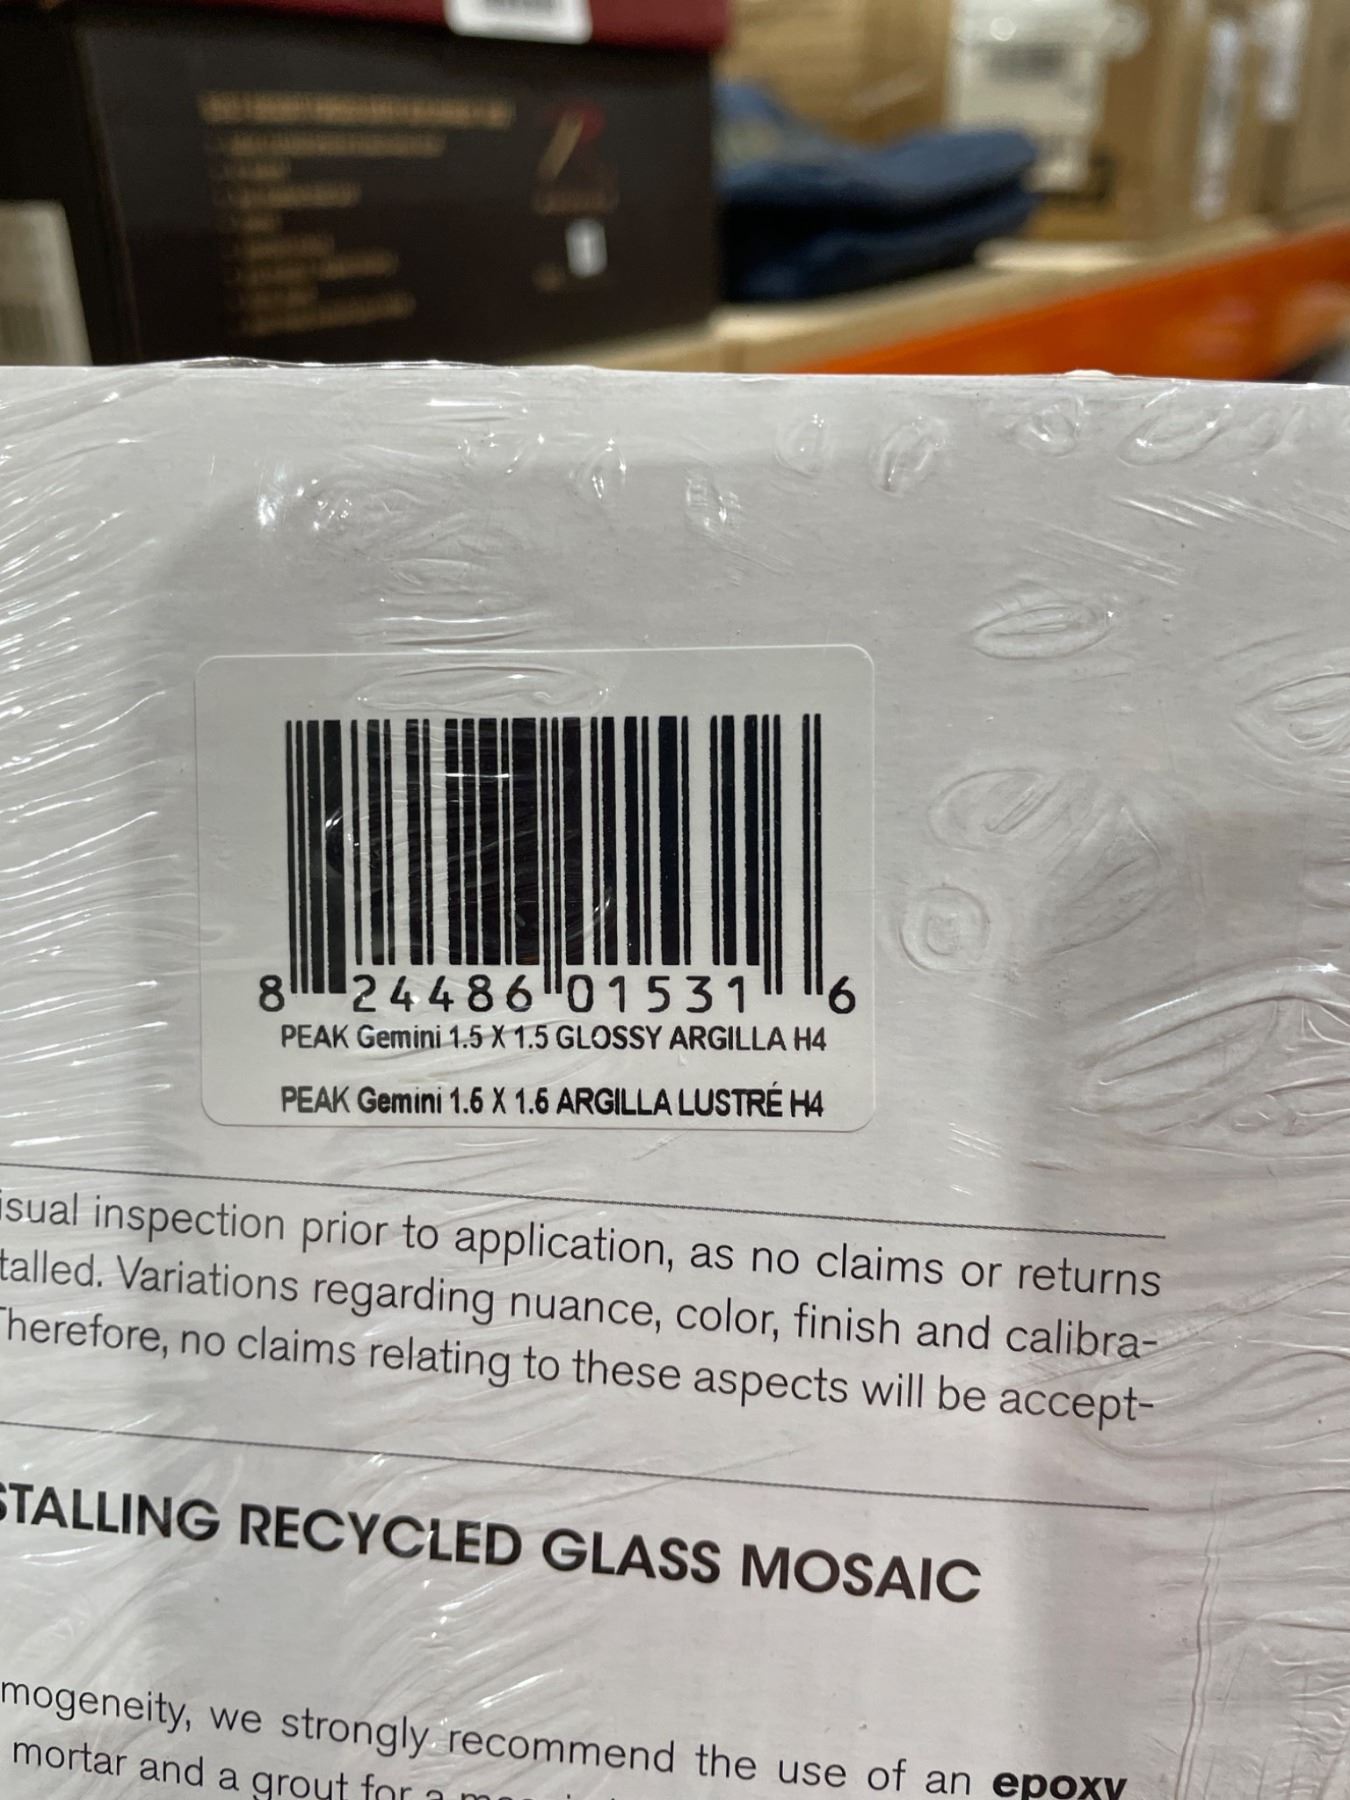 8 24486 01531 6
PEAK Gemini 1.5 X 1.5 GLOSSY ARGILLA H4
PEAK Gemini 1.5 X 1.5 ARGILLA LUSTRÉ H4
isual inspection prior to application, as no claims or returns
talled. Variations regarding nuance, color, finish and calibra-
Therefore, no claims relating to these aspects will be accept-
STALLING RECYCLED GLASS MOSAIC
mogeneity, we strongly recommend the use of an epoxy
mortar and a grout for a